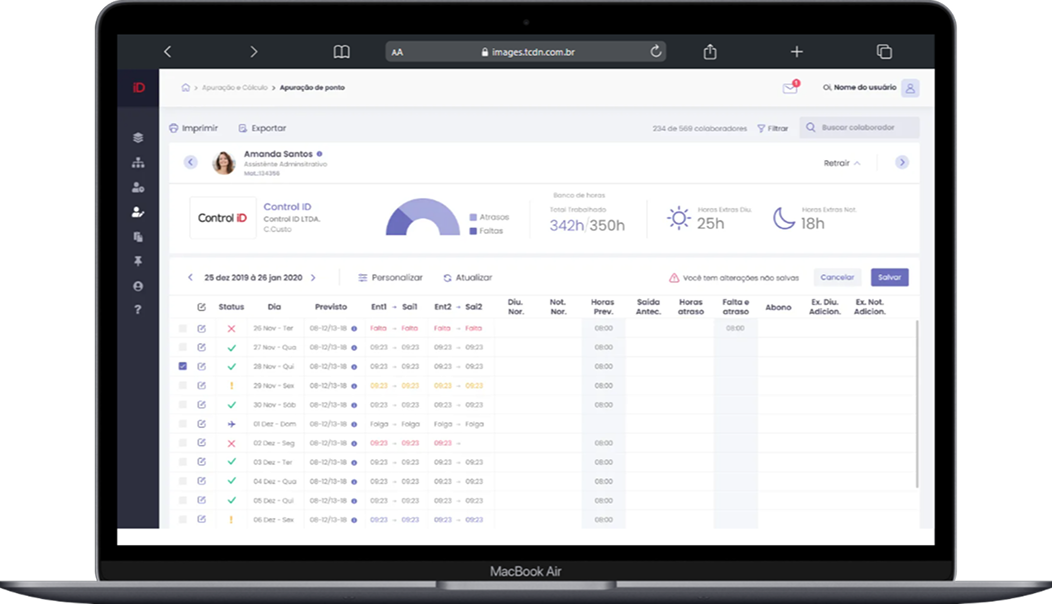 AA images.tcdn.com.br
iD
Apuração e Cálculo > Apuração de ponto
1
Oi, Nome do usuário
Imprimir
Exportar
234 de 569 colaboradores
Filtrar
Buscar colaborador
Amanda Santos
Assistente Administrativo
Mat.:134356
Retrair
Control iD
Control ID
Control ID LTDA.
C.Custo
Atrasos
Faltas
Banco de horas
Total Trabalhado
342h/350h
Horas Extras Diu.
25h
Horas Extras Not.
18h
25 dez 2019 à 26 jan 2020
Personalizar
Atualizar
Você tem alterações não salvas
Cancelar
Salvar
Status Dia Previsto Ent1 → Sai1 Ent2 → Sai2 Diu. Nor. Not. Nor. Horas Prev. Saida Antec. Horas atraso Falta e atraso Abono Ex. Diu. Adicion. Ex. Not. Adicion.
26 Nov - Ter 08-12/13-18 Falta - Falta Falta - Falta 08:00 08:00
27 Nov - Qua 08-12/13-18 09:23 - 09:23 09:23 - 09:23 08:00
28 Nov - Qui 08-12/13-18 09:23 - 09:23 09:23 - 09:23 08:00
29 Nov - Sex 08-12/13-18 09:23 - 09:23 09:23 - 09:23 08:00
30 Nov - Sáb 08-12/13-18 09:23 - 09:23 09:23 - 09:23 08:00
01 Dez - Dom 08-12/13-18 Folga - Folga Folga - Folga
02 Dez - Seg 08-12/13-18 09:23 - 09:23 09:23 - 08:00
03 Dez - Ter 08-12/13-18 09:23 - 09:23 09:23 - 09:23 08:00
04 Dez - Qua 08-12/13-18 09:23 - 09:23 09:23 - 09:23 08:00
05 Dez - Qui 08-12/13-18 09:23 - 09:23 09:23 - 09:23 08:00
06 Dez - Sex 08-12/13-18 09:23 - 09:23 09:23 - 09:23 08:00
MacBook Air